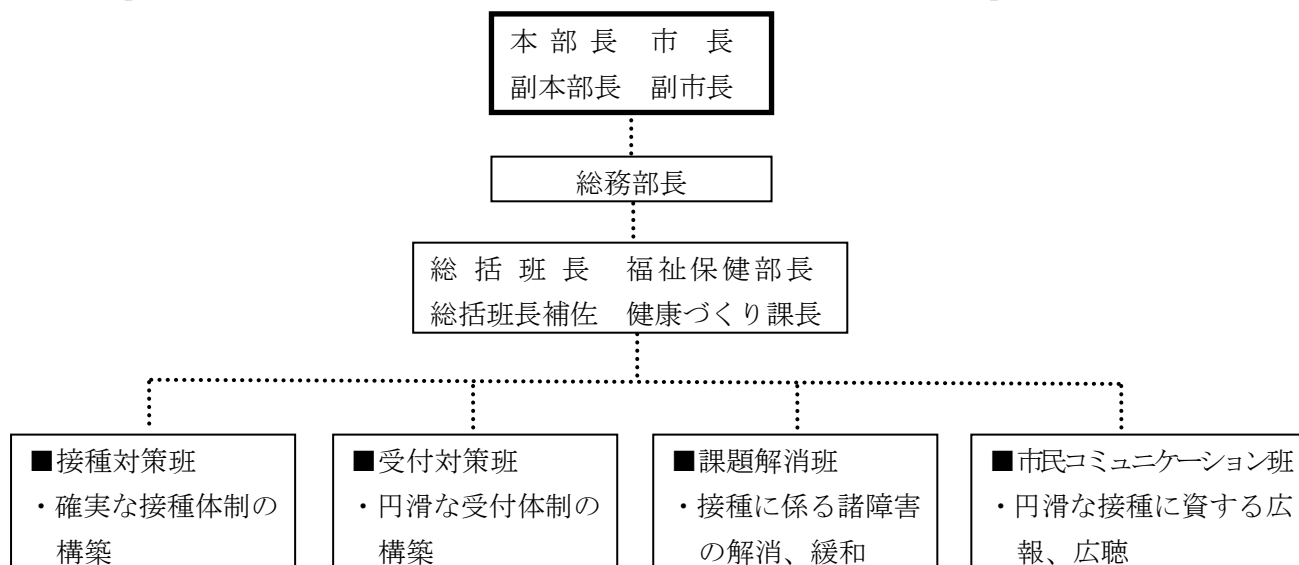 本部長 市長
副本部長 副市長
総務部長
総括班長 福祉保健部長
総括班長補佐 健康づくり課長
■接種対策班
・確実な接種体制の
構築
■受付対策班
・円滑な受付体制の
構築
■課題解消班
・接種に係る諸障害
の解消、緩和
■市民コミュニケーション班
・円滑な接種に資する広
報、広聴